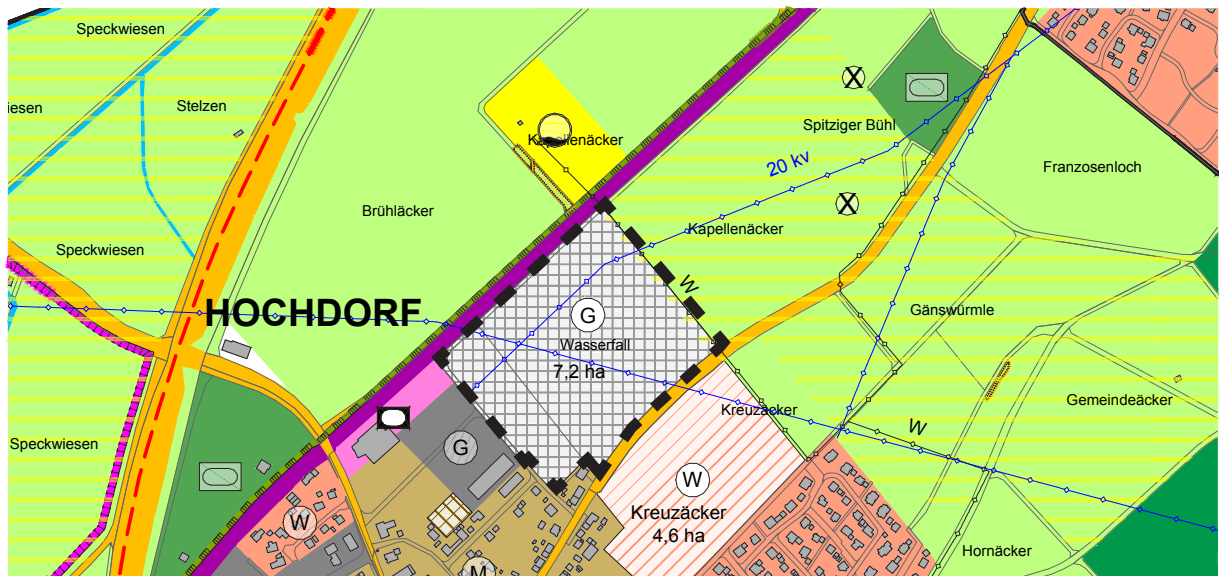 Speckwiesen
iesen
Stelzen
Spitziger Bühl
X
Kapellenäcker
20 kv
Franzosenloch
X
Brühläcker
Kapellenäcker
Speckwiesen
W
HOCHDORF
G
Gänswürmle
Wasserfall
7,2 ha
Kreuzäcker
Gemeindeäcker
W
Speckwiesen
G
W
Kreuzäcker
4,6 ha
W
Hornäcker
M